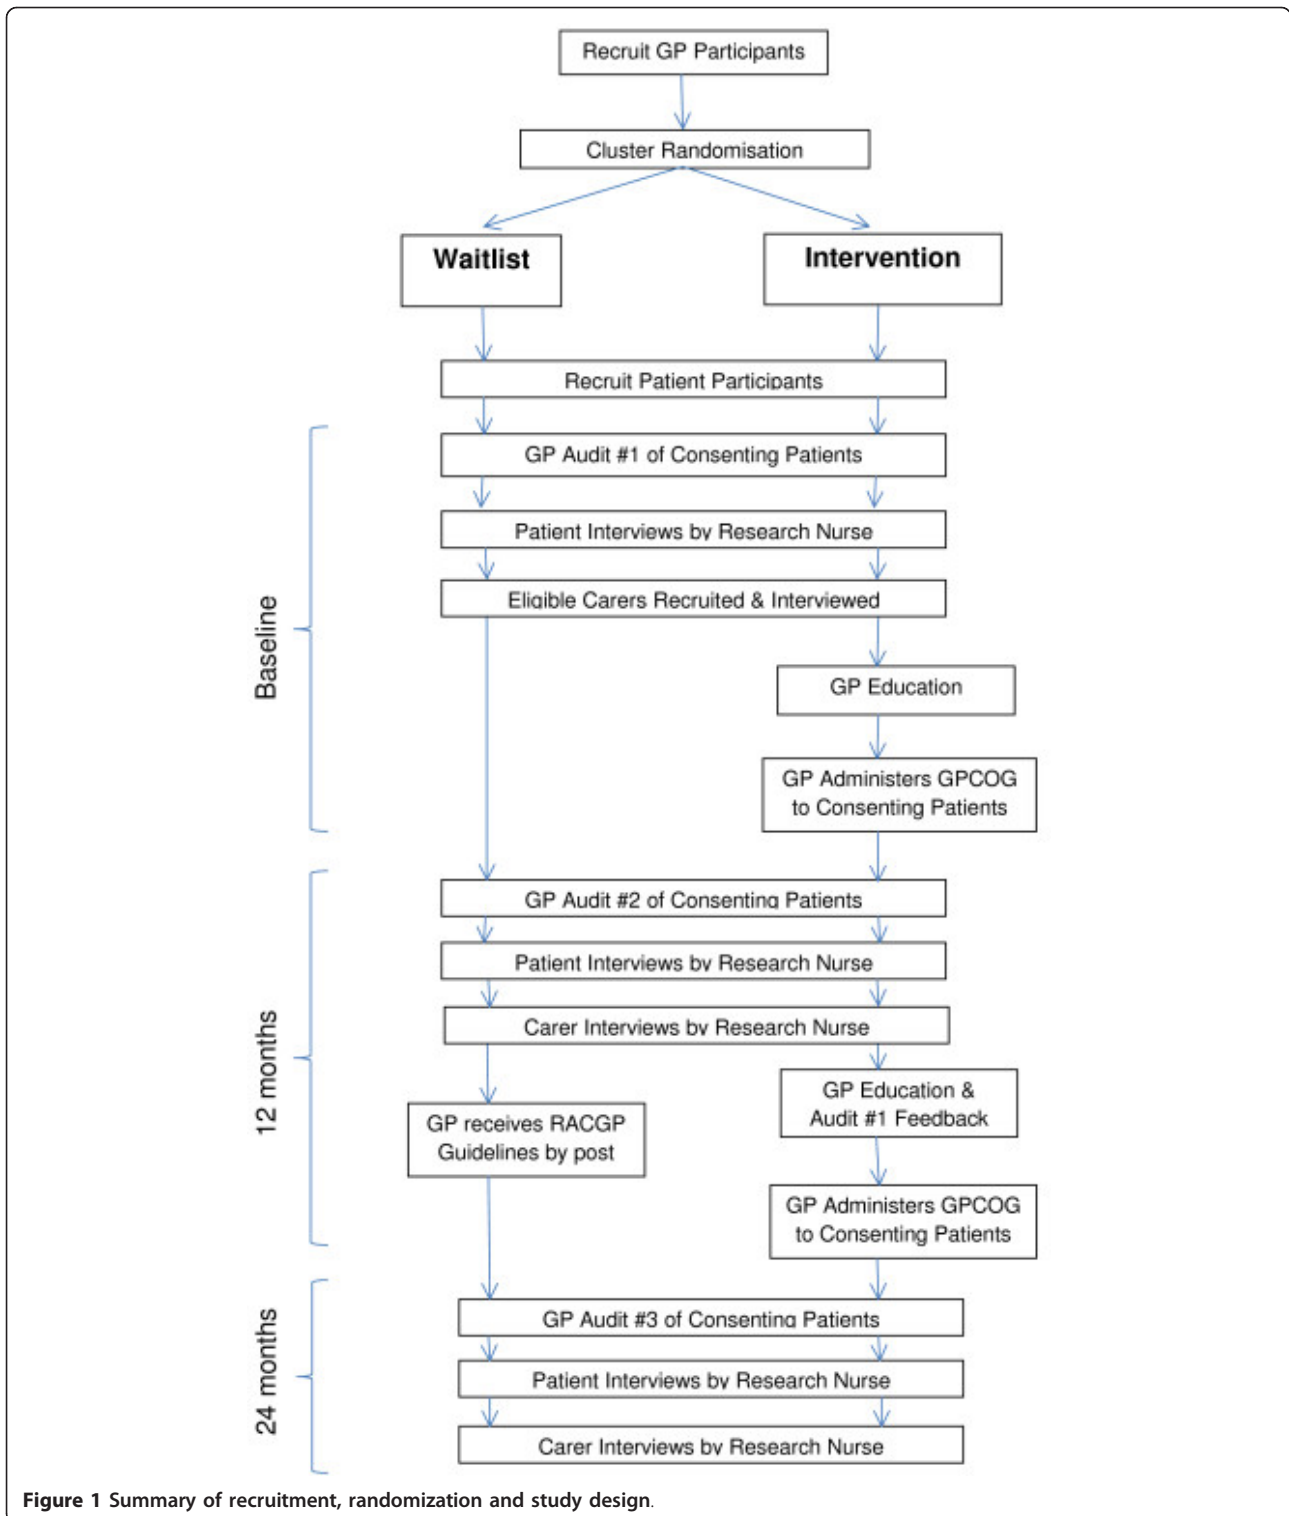 Recruit GP Participants
Cluster Randomisation
Waitlist
Intervention
Recruit Patient Participants
Baseline
GP Audit #1 of Consenting Patients
Patient Interviews by Research Nurse
Eligible Carers Recruited & Interviewed
GP Education
GP Administers GPCOG
to Consenting Patients
12 months
GP Audit #2 of Consenting Patients
Patient Interviews by Research Nurse
Carer Interviews by Research Nurse
GP receives RACGP
Guidelines by post
GP Education &
Audit #1 Feedback
GP Administers GPCOG
to Consenting Patients
24 months
GP Audit #3 of Consenting Patients
Patient Interviews by Research Nurse
Carer Interviews by Research Nurse
Figure 1 Summary of recruitment, randomization and study design.